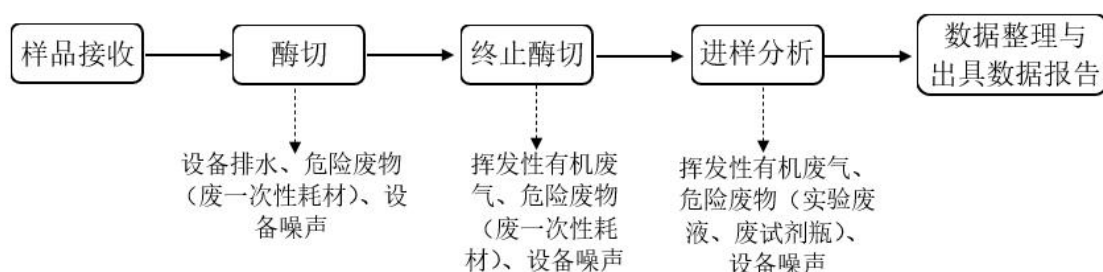 样品接收
酶切
终止酶切
进样分析
数据整理与
出具数据报告
设备排水、危险废物
（废一次性耗材）、设
备噪声
挥发性有机废
气、危险废物
（废一次性耗
材）、设备噪声
挥发性有机废气、
危险废物（实验废
液、废试剂瓶）、
设备噪声